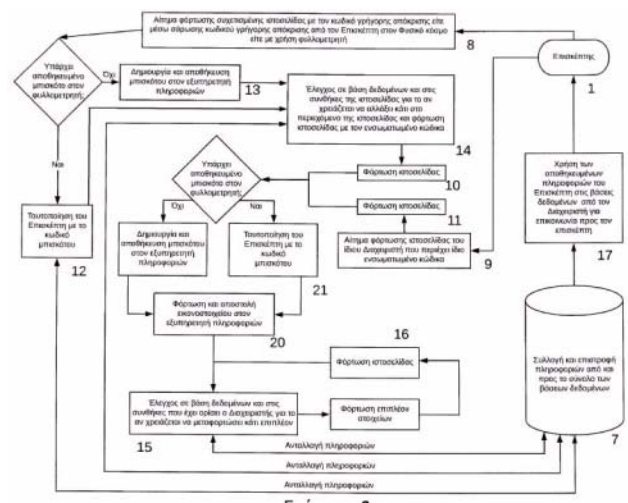 Αίτημα φόρτωσης συσχετισμένης ιστοσελίδας με τον κωδικό γρήγορης απόκρισης είτε
μέσω σάρωσης κωδικού γρήγορης απόκρισης από τον Επισκέπτη στον Φυσικό κόσμο
είτε με χρήση φυλλομετρητή
8
Επισκέπτης
1
Υπάρχει
αποθηκευμένο
μπισκότο στον
φυλλομετρητή;
Όχι
Δημιουργία και αποθήκευση
μπισκότου στον εξυπηρετητή
πληροφοριών
13
Έλεγχος σε βάση δεδομένων και στις
συνθήκες της ιστοσελίδας για το αν
χρειάζεται να αλλάξει κάτι στο
περιεχόμενο της ιστοσελίδας και φόρτωση
ιστοσελίδας με τον ενσωματωμένο κώδικα
14
Ναι
Υπάρχει
αποθηκευμένο
μπισκότο στον
φυλλομετρητή;
Όχι
Ναι
Φόρτωση ιστοσελίδας
10
Φόρτωση ιστοσελίδας
11
Χρήση των
αποθηκευμένων
πληροφοριών του
Επισκέπτη στις βάσεις
δεδομένων από τον
Διαχειριστή για
επικοινωνία προς τον
επισκέπτη
17
Ταυτοποίηση του
Επισκέπτη με το
κωδικό
μπισκότου
12
Δημιουργία και
αποθήκευση μπισκότου
στον εξυπηρετητή
πληροφοριών
Ταυτοποίηση του
Επισκέπτη με το
κωδικό
μπισκότου
21
Αίτημα φόρτωσης ιστοσελίδας του
ίδιου Διαχειριστή που περιέχει ίδιο
ενσωματωμένο κώδικα
9
Φόρτωση και αποστολή
εικονοστοιχείου στον
εξυπηρετητή πληροφοριών
20
16
Φόρτωση ιστοσελίδας
Συλλογή και επιστροφή
πληροφοριών από και
προς το σύνολο των
βάσεων δεδομένων
7
Έλεγχος σε βάση δεδομένων και στις
συνθήκες που έχει ορίσει ο Διαχειριστής για το
αν χρειάζεται να μεταφορτώσει κάτι επιπλέον
15
Φόρτωση επιπλέον
στοιχείων
Ανταλλαγή πληροφοριών
Ανταλλαγή πληροφοριών
Ανταλλαγή πληροφοριών